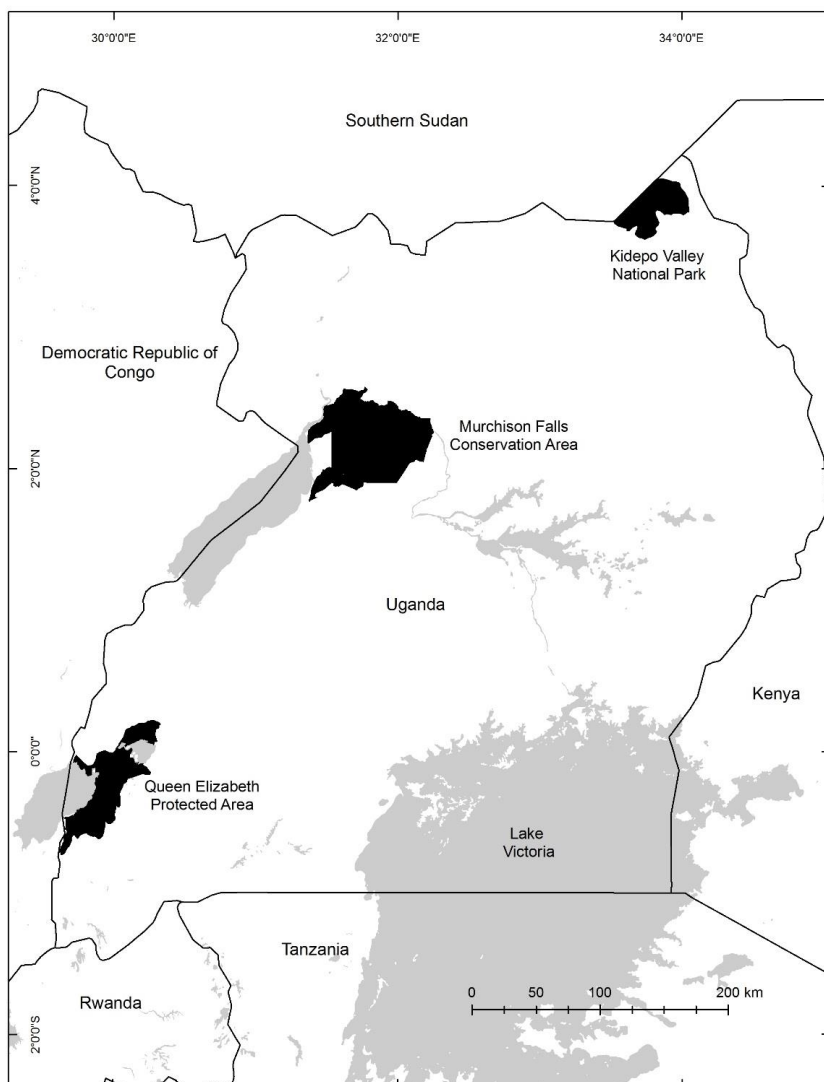 30°0'0"E
32°0'0"E
34°0'0"E
Southern Sudan
4°0'0"N
Kidepo Valley
National Park
Democratic Republic of
Congo
Murchison Falls
Conservation Area
2°0'0"N
Uganda
Kenya
0°0'0"
Queen Elizabeth
Protected Area
Lake
Victoria
Tanzania
Rwanda
0 50 100 200 km
2°0'0"S